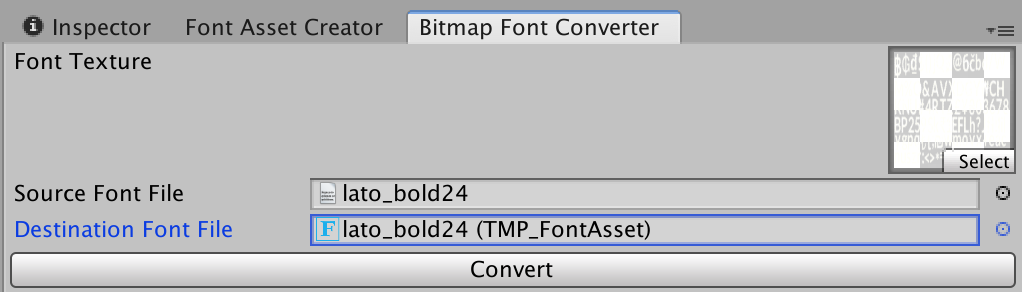 Inspector Font Asset Creator Bitmap Font Converter
Font Texture
Select
Source Font File lato_bold24
Destination Font File F lato_bold24 (TMP_FontAsset)
Convert